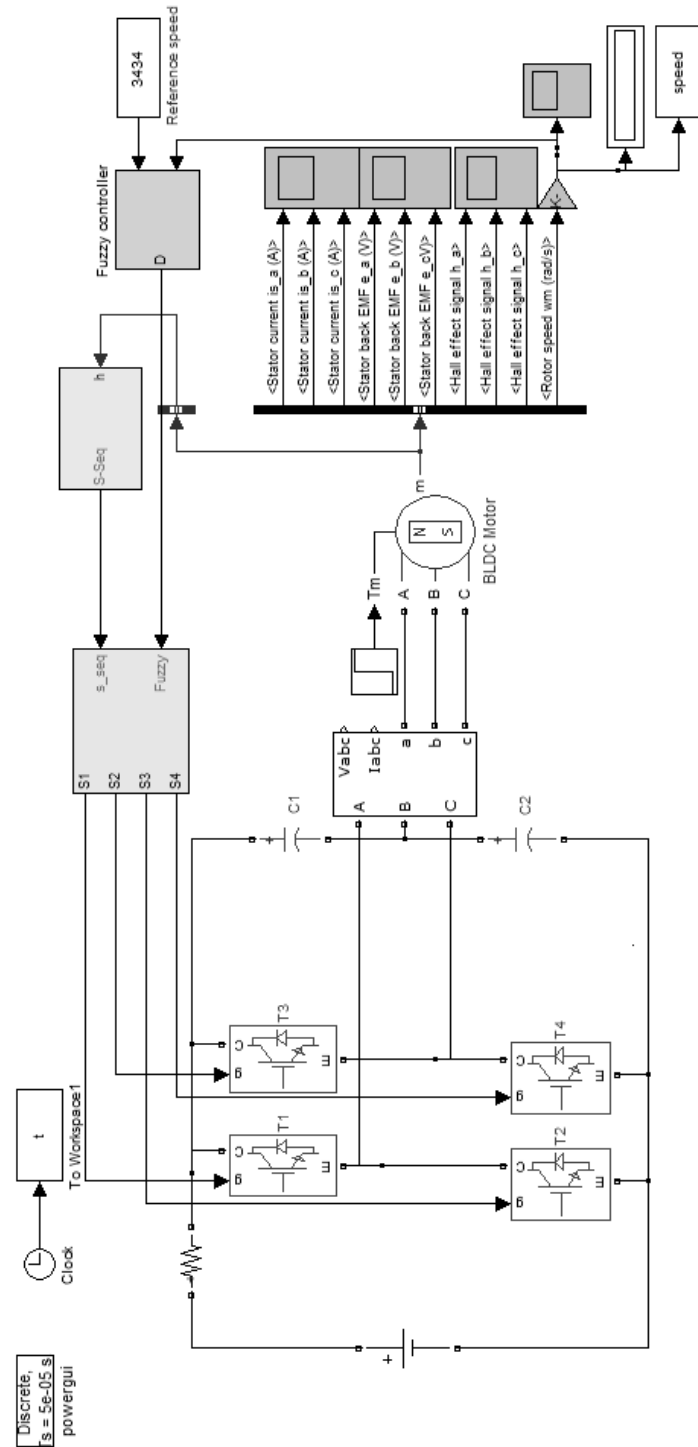 Discrete,
Ts = 5e-05 s
powergui
Clock
t
To Workspace1
S1
S2
S3
S4
s_seq
Fuzzy
S-Seq
h
Fuzzy controller
D
3434
Reference speed
+
g
C
E
T1
g
C
E
T3
g
C
E
T2
g
C
E
T4
+
C1
+
C2
A
B
C
Vabc
Iabc
a
b
c
Tm
A
B
C
N
S
m
BLDC Motor
<Stator current is_a (A)>
<Stator current is_b (A)>
<Stator current is_c (A)>
<Stator back EMF e_a (V)>
<Stator back EMF e_b (V)>
<Stator back EMF e_cV)>
<Hall effect signal h_a>
<Hall effect signal h_b>
<Hall effect signal h_c>
<Rotor speed wm (rad/s)>
K-
speed